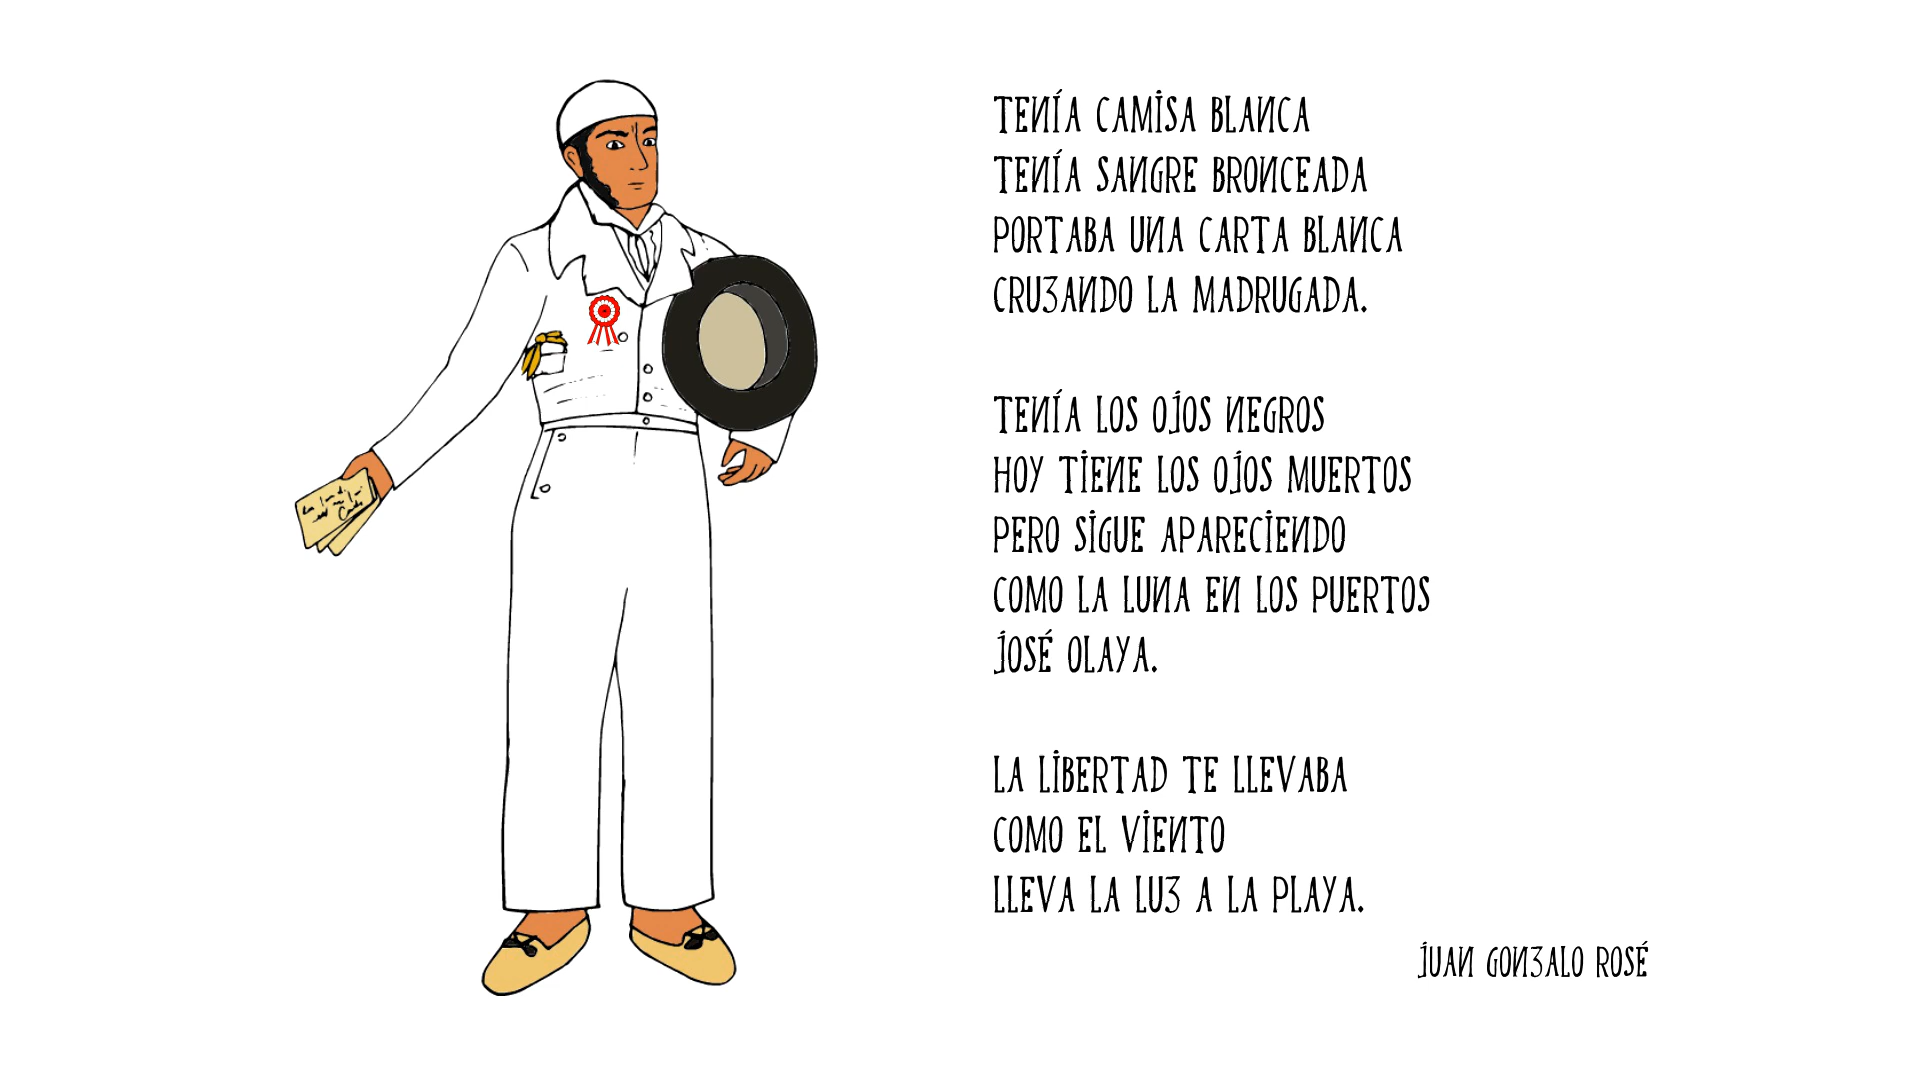 TENÍA CAMISA BLANCA
TENÍA SANGRE BRONCEADA
PORTABA UNA CARTA BLANCA
CRUZANDO LA MADRUGADA.
TENÍA LOS OJOS NEGROS
HOY TIENE LOS OJOS MUERTOS
PERO SIGUE APARECIENDO
COMO LA LUNA EN LOS PUERTOS
JOSÉ OLAYA.
LA LIBERTAD TE LLEVABA
COMO EL VIENTO
LLEVA LA LUZ A LA PLAYA.
JUAN GONZALO ROSÉ